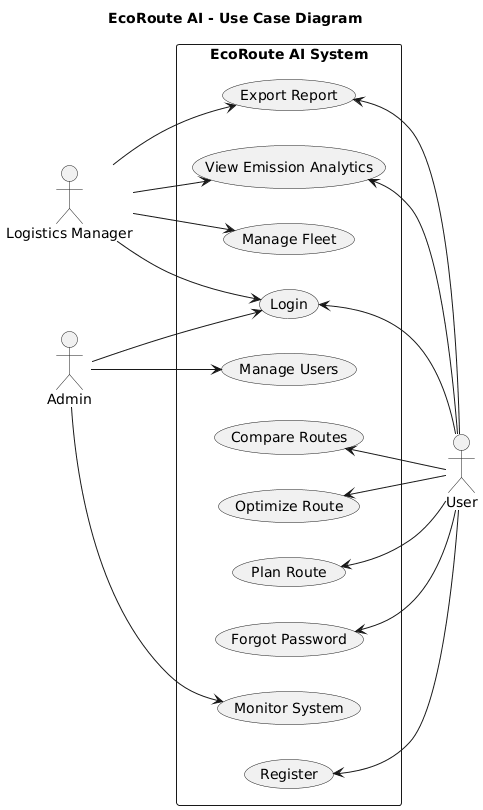 EcoRoute AI - Use Case Diagram
EcoRoute AI System
Export Report
View Emission Analytics
Logistics Manager
Manage Fleet
Login
Manage Users
Admin
Compare Routes
User
Optimize Route
Plan Route
Forgot Password
Monitor System
Register